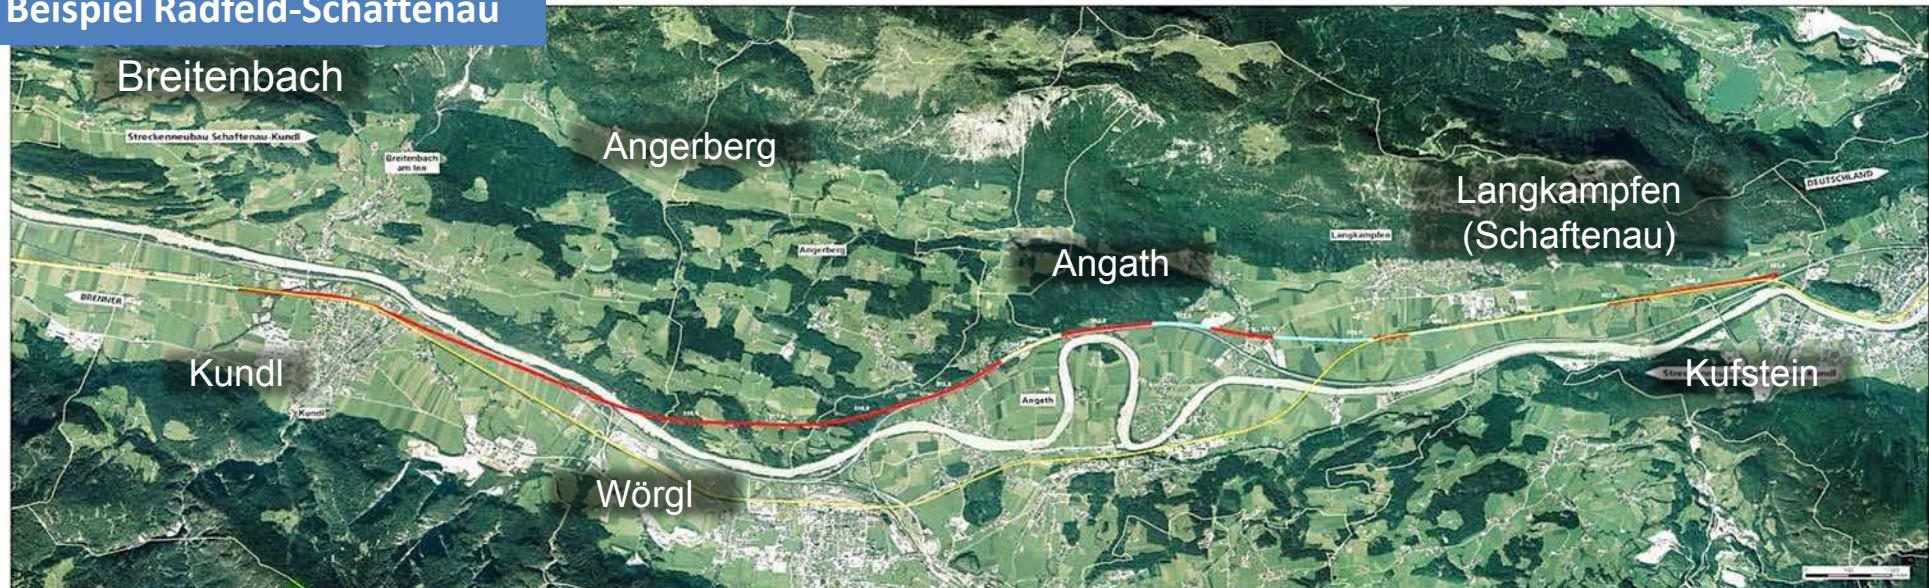 Beispiel Radfeld-Schaftenau
Breitenbach
Streckenneubau Schaftenau-Kundl
Breitenbach
am Inn
Angerberg
Langkampfen
(Schaftenau)
DEUTSCHLAND
Langkampfen
Angerberg
Angath
BRENNER
Kundl
Kufstein
Angath
Kundl
Wörgl